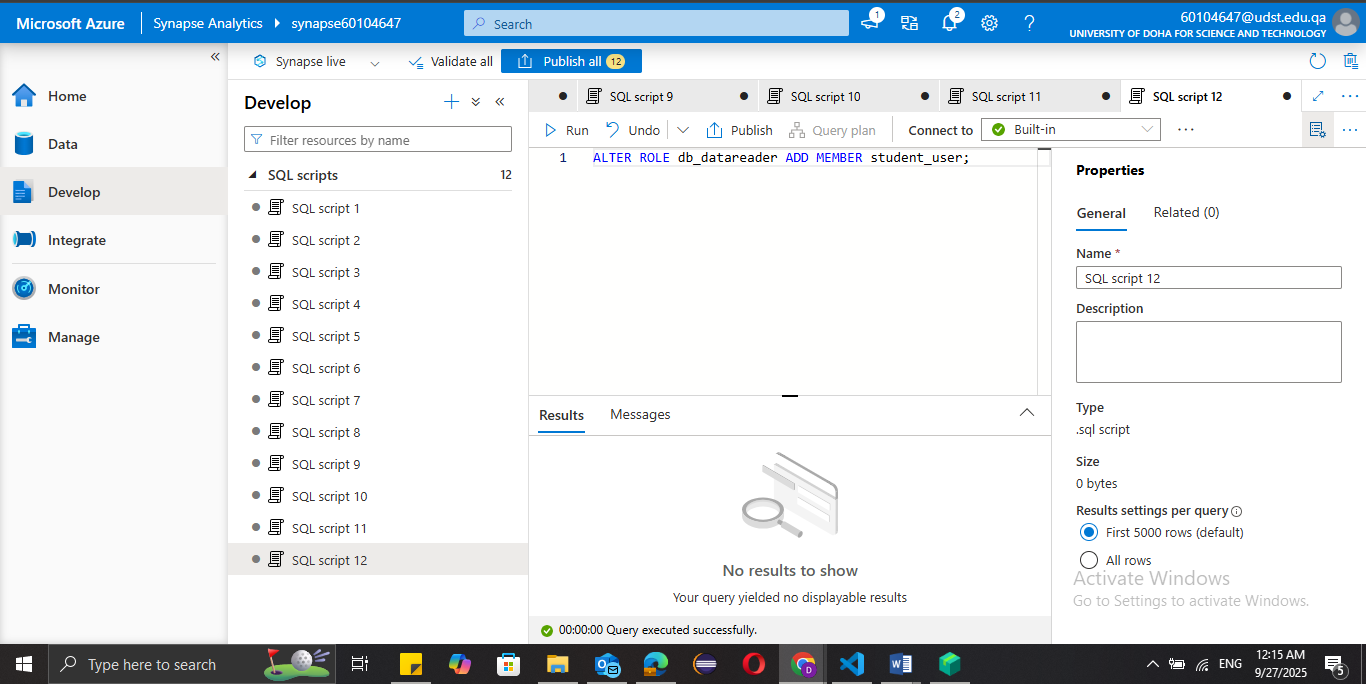 Microsoft Azure
Synapse Analytics
synapse60104647
Search
1
2
60104647@udst.edu.qa
UNIVERSITY OF DOHA FOR SCIENCE AND TECHNOLOGY
Home
Data
Develop
Integrate
Monitor
Manage
Synapse live
Validate all
Publish all 12
Develop
Filter resources by name
SQL scripts 12
SQL script 1
SQL script 2
SQL script 3
SQL script 4
SQL script 5
SQL script 6
SQL script 7
SQL script 8
SQL script 9
SQL script 10
SQL script 11
SQL script 12
SQL script 9
SQL script 10
SQL script 11
SQL script 12
Run
Undo
Publish
Query plan
Connect to
Built-in
1 ALTER ROLE db_datareader ADD MEMBER student_user;
Results
Messages
No results to show
Your query yielded no displayable results
00:00:00 Query executed successfully.
Properties
General
Related (0)
Name *
SQL script 12
Description
Type
.sql script
Size
0 bytes
Results settings per query
First 5000 rows (default)
All rows
Activate Windows
Go to Settings to activate Windows.
Type here to search
ENG
12:15 AM
9/27/2025
5